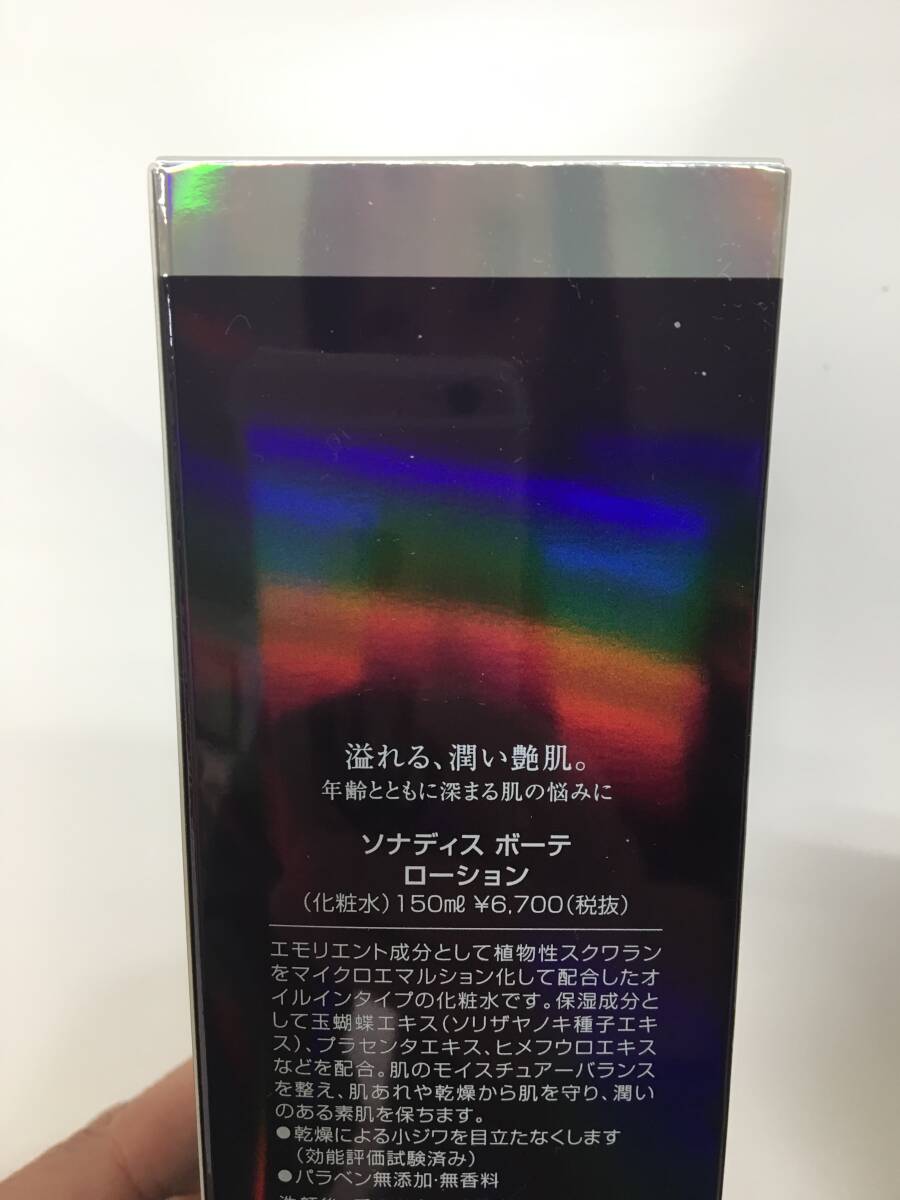 溢れる、潤い艶肌。
年齢とともに深まる肌の悩みに
ソナディス ボーテ
ローション
(化粧水)150㎖ ¥6,700(税抜)
エモリエント成分として植物性スクワラン
をマイクロエマルション化して配合したオ
イルインタイプの化粧水です。保湿成分と
して玉蝴蝶エキス(ソリザヤノキ種子エキ
ス)、プラセンタエキス、ヒメフウロエキス
などを配合。肌のモイスチュアーバランス
を整え、肌あれや乾燥から肌を守り、潤い
のある素肌を保ちます。
●乾燥による小ジワを目立たなくします
(効能評価試験済み)
●パラベン無添加・無香料